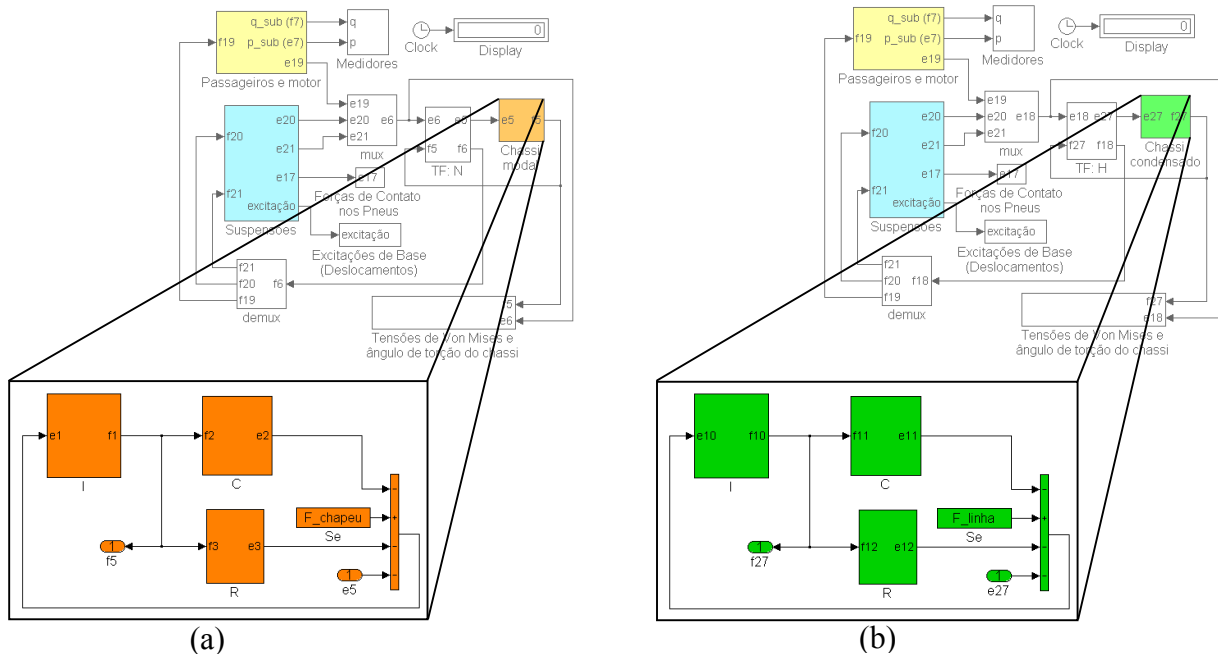 q_sub (f7)
p_sub (e7)
e19
f19
Passageiros e motor
q
p
Medidores
Clock
0
Display
f20
f21
e20
e21
e17
excitação
Suspensões
e19
e20
e21
e6
mux
e6
f5
f6
TF: N
e5
f5
Chassi
modal
e17
Forças de Contato
nos Pneus
excitação
Excitações de Base
(Deslocamentos)
f21
f20
f19
f6
demux
e6
Tensões de Von Mises e
ângulo de torção do chassi
e1
f1
I
f2
e2
C
F_chapeu
Se
f3
e3
R
1
f5
1
e5
−
+
−
−
(a)
q_sub (f7)
p_sub (e7)
e19
f19
Passageiros e motor
q
p
Medidores
Clock
0
Display
f20
f21
e20
e21
e17
excitação
Suspensões
e19
e20
e21
e18
mux
e18
e27
f27
f18
TF: H
e27
f27
Chassi
condensado
e17
Forças de Contato
nos Pneus
excitação
Excitações de Base
(Deslocamentos)
f21
f20
f19
f18
demux
f27
e18
Tensões de Von Mises e
ângulo de torção do chassi
e10
f10
I
f11
e11
C
F_linha
Se
f12
e12
R
1
f27
1
e27
−
+
−
−
(b)